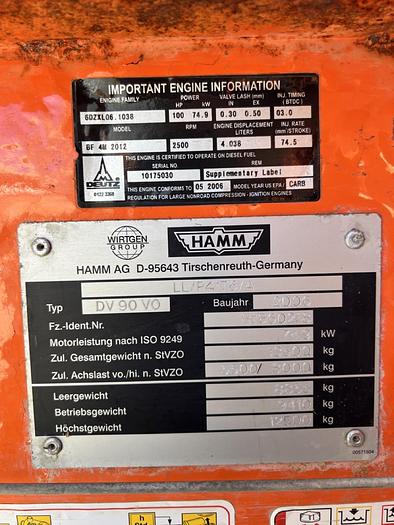 IMPORTANT ENGINE INFORMATION
ENGINE FAMILY POWER VALVE LASH (mm) INJ. TIMING
HP kW IN EX (BTDC)
6DZXL06.1038 100 74.9 0.30 0.50 03.0
MODEL RPM ENGINE DISPLACEMENT INJ. RATE
LITERS (mm³/STROKE)
BF 4M 2012 2500 4.038 74.5
THIS ENGINE IS CERTIFIED TO OPERATE ON DIESEL FUEL
SERIAL NO. REM
10175030 Supplementary Label
DEUTZ
0122 3268
THIS ENGINE CONFORMS TO 05 2006 MODEL YEAR US EPA/ CARB
REGULATION FOR LARGE NONROAD COMPRESSION - IGNITION ENGINES
WIRTGEN
GROUP
HAMM
HAMM AG D-95643 Tirschenreuth-Germany
Typ DV 90 VO Baujahr 2006
Fz.-Ident.Nr.
Motorleistung nach ISO 9249 kW
Zul. Gesamtgewicht n. StVZO kg
Zul. Achslast vo./hi. n. StVZO kg
Leergewicht kg
Betriebsgewicht kg
Höchstgewicht kg
00571504